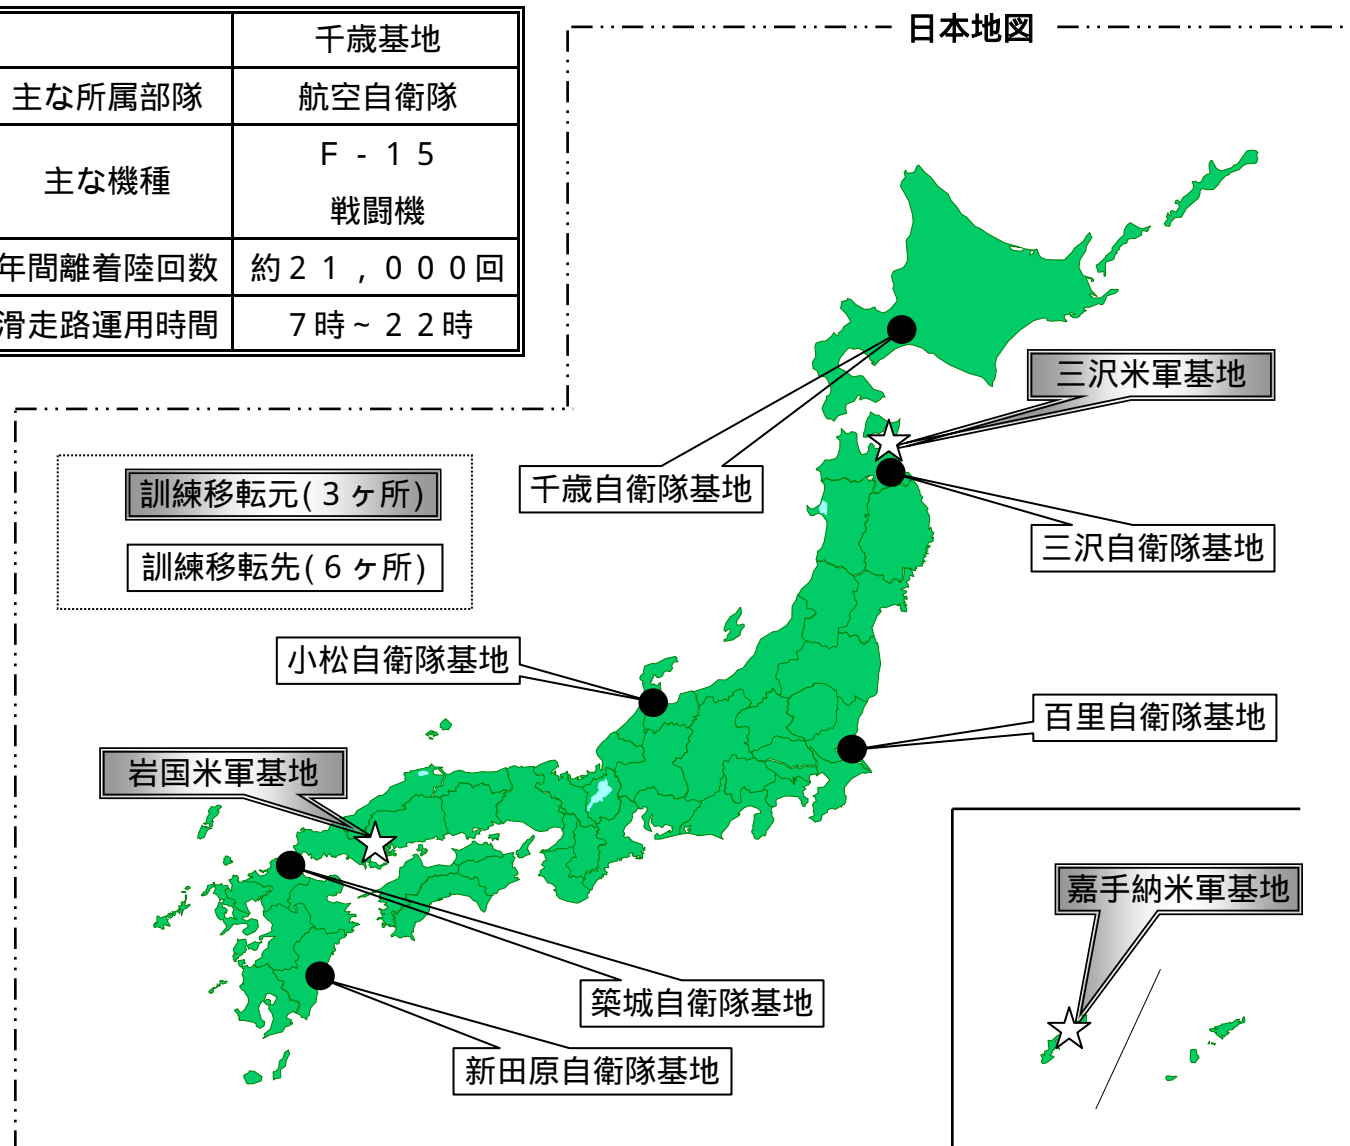 千歳基地
主な所属部隊 航空自衛隊
主な機種 F-15
戦闘機
年間離着陸回数 約21,000回
滑走路運用時間 7時~22時
日本地図
三沢米軍基地
千歳自衛隊基地
三沢自衛隊基地
訓練移転元(3ヶ所)
訓練移転先(6ヶ所)
小松自衛隊基地
百里自衛隊基地
岩国米軍基地
嘉手納米軍基地
築城自衛隊基地
新田原自衛隊基地